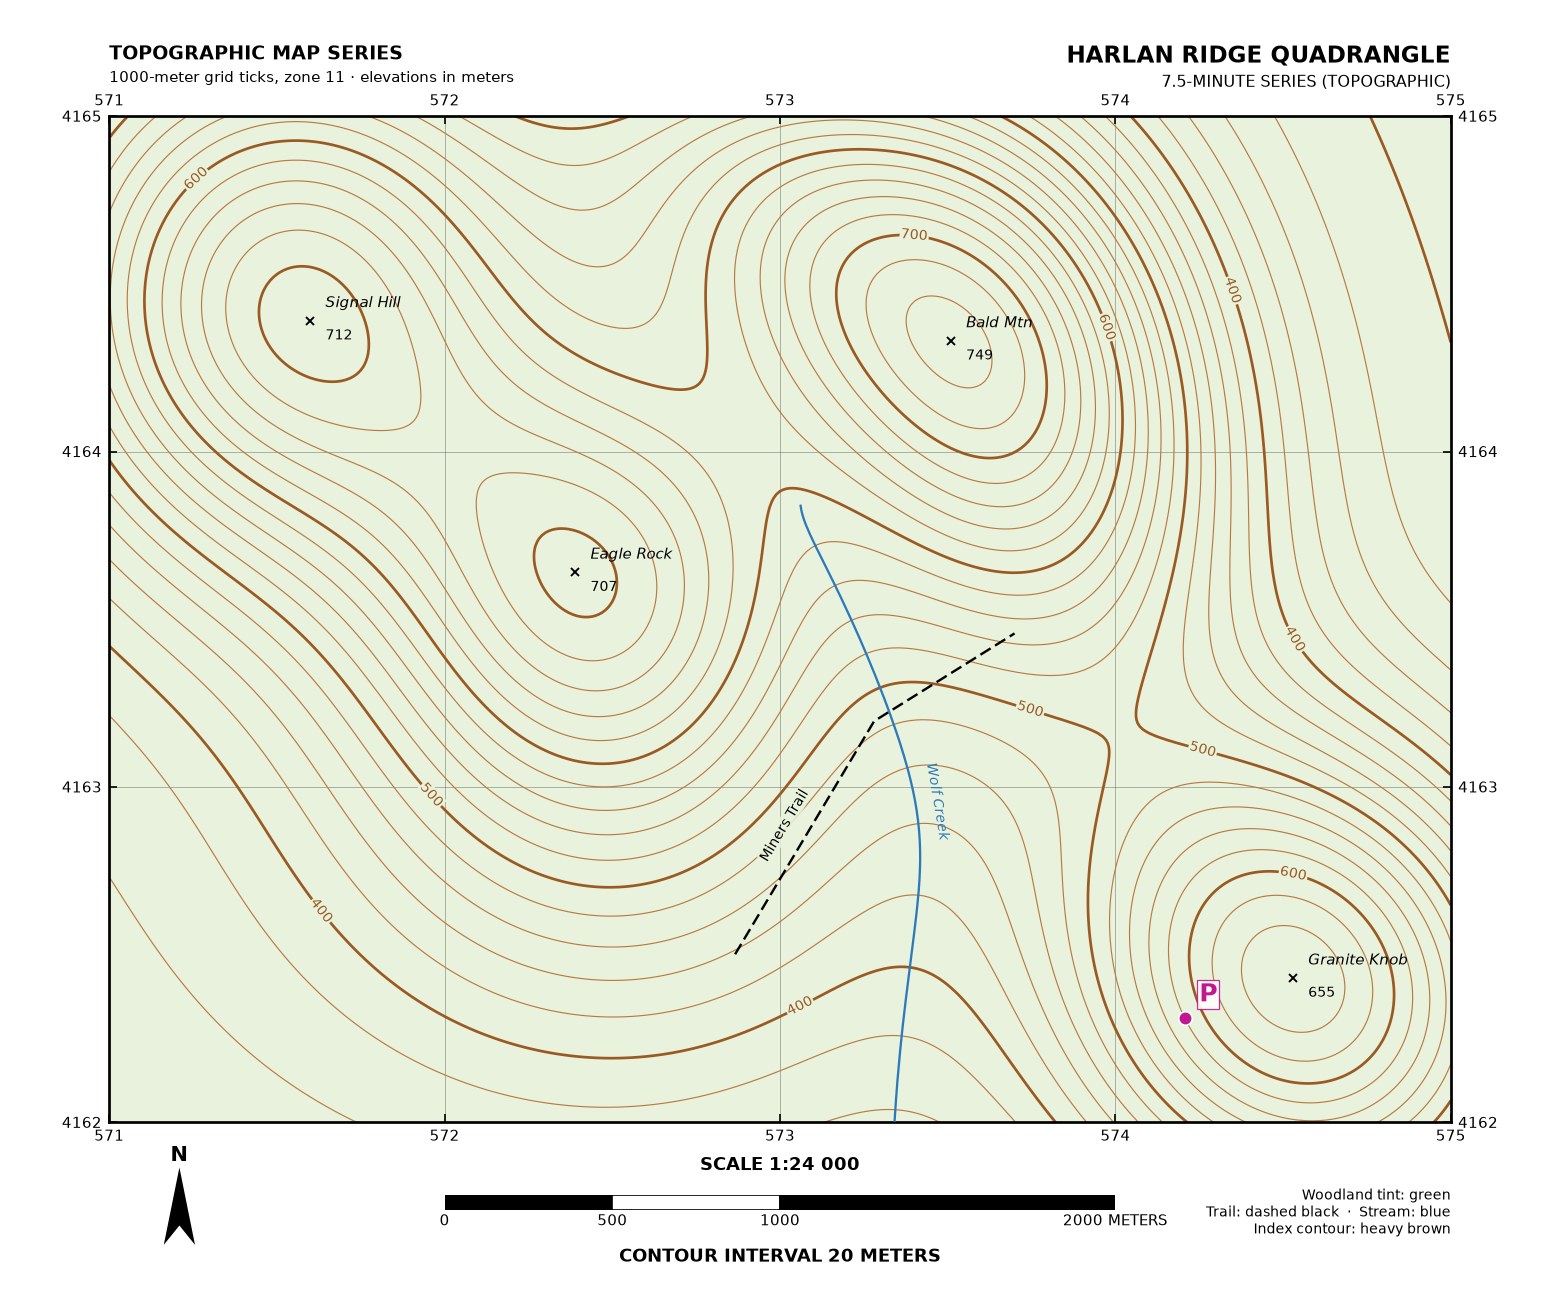 TOPOGRAPHIC MAP SERIES
1000-meter grid ticks, zone 11 · elevations in meters
HARLAN RIDGE QUADRANGLE
7.5-MINUTE SERIES (TOPOGRAPHIC)
571 572 573 574 575
4165 4165
600
700
400
Signal Hill
712
Bald Mtn
749
600
4164 4164
Eagle Rock
707
400
500
500
4163 4163
500
Miners Trail
Wolf Creek
600
400
Granite Knob
655
P
400
4162 4162
571 572 573 574 575
N
SCALE 1:24 000
0 500 1000 2000 METERS
CONTOUR INTERVAL 20 METERS
Woodland tint: green
Trail: dashed black · Stream: blue
Index contour: heavy brown